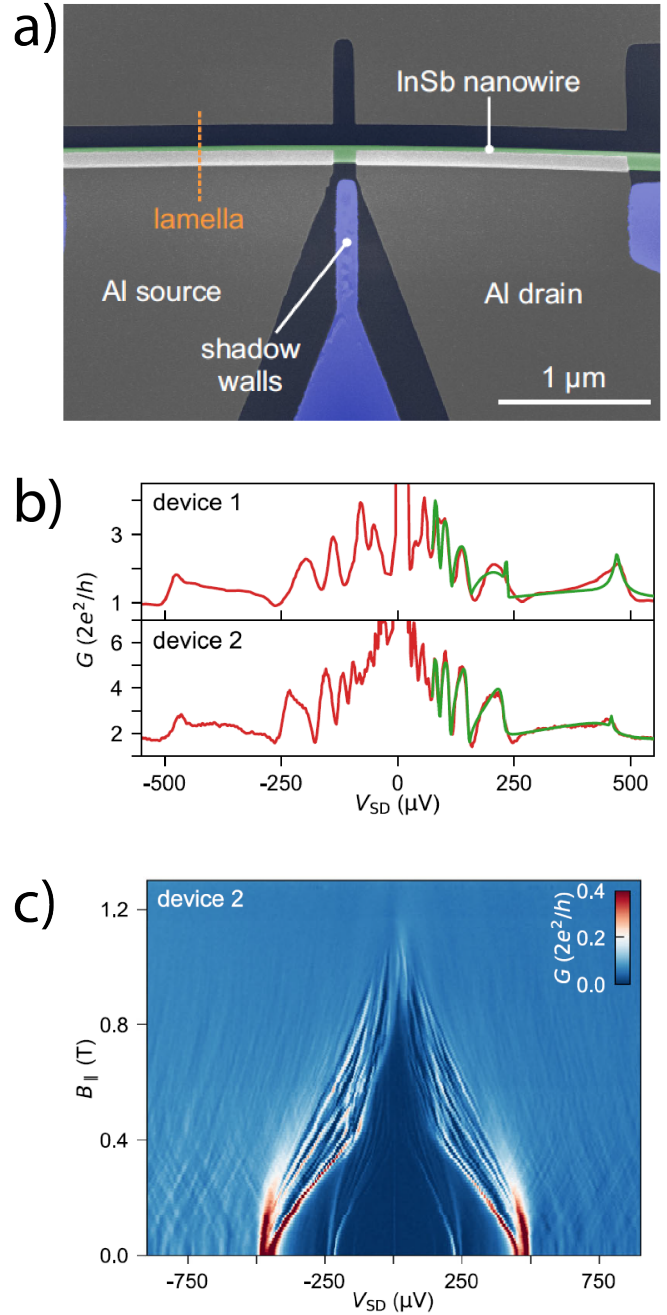 a)
InSb nanowire
lamella
Al source
Al drain
shadow
walls
1 μm
b)
device 1
3
1
device 2
6
4
2
G (2e²/h)
-500
-250
0
250
500
V_SD (μV)
c)
device 2
G (2e²/h)
0.4
0.2
0.0
1.2
0.8
0.4
0.0
B_∥ (T)
-750
-250
250
750
V_SD (μV)